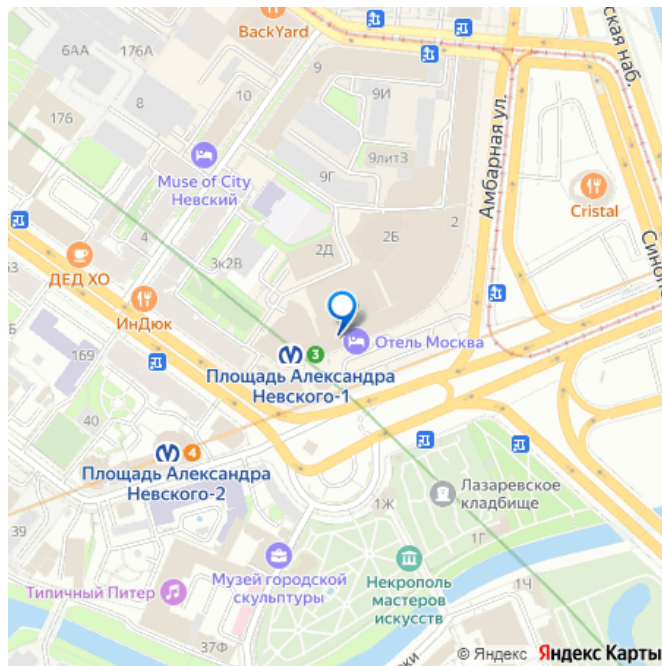 BackYard
6АА
176А
8
10
9
9И
176
Muse of City
Невский
9Г
9лит3
Амбарная ул.
ская наб.
Cristal
Синоп
4
3к2В
2Д
2Б
2
ДЕД ХО
53
ИнДюк
169
3
Отель Москва
Площадь Александра
Невского-1
40
4
Площадь Александра
Невского-2
39
1Ж
Лазаревское
кладбище
1Г
Музей городской
скульптуры
Некрополь
мастеров
искусств
1Ч
Типичный Питер
37Ф
© Яндекс Яндекс Карты